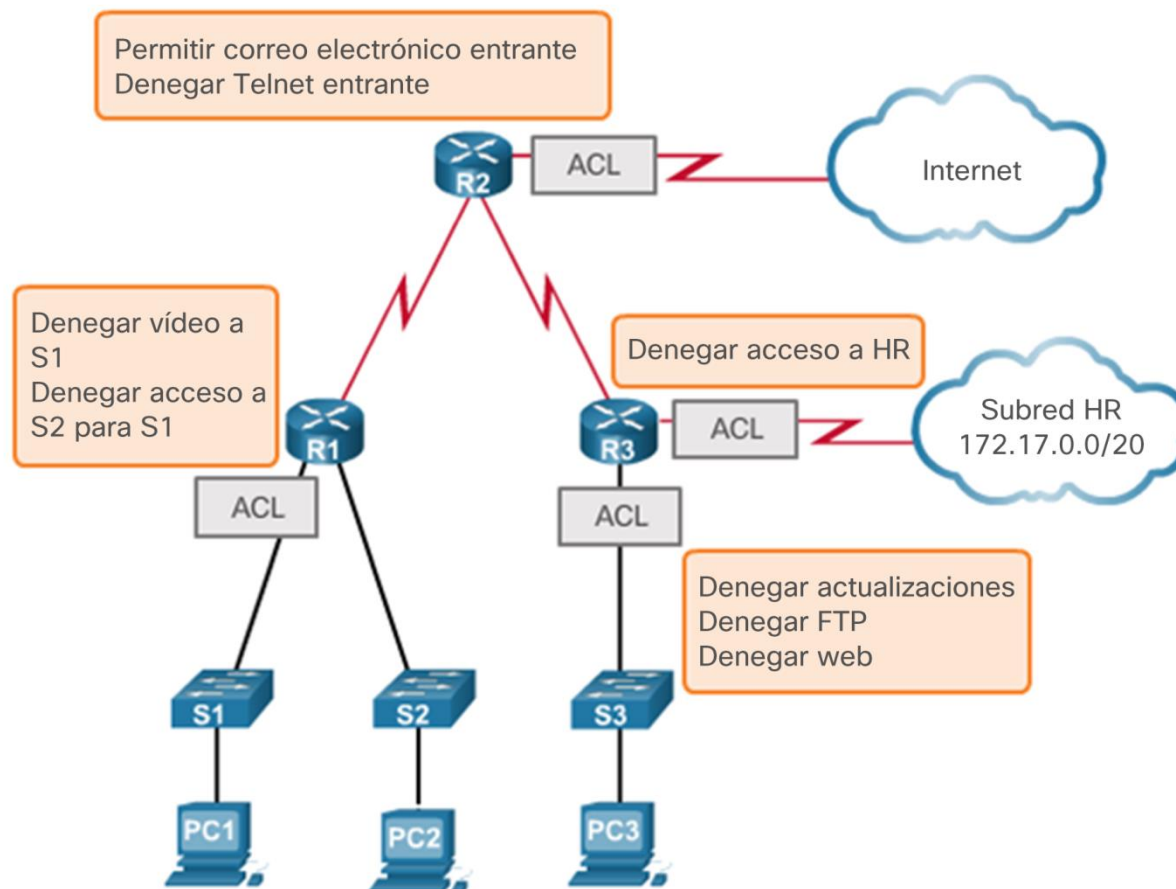 Permitir correo electrónico entrante
Denegar Telnet entrante
R2
ACL
Internet
Denegar vídeo a
S1
Denegar acceso a
S2 para S1
R1
ACL
Denegar acceso a HR
R3
ACL
Subred HR
172.17.0.0/20
ACL
Denegar actualizaciones
Denegar FTP
Denegar web
S1
S2
S3
PC1
PC2
PC3